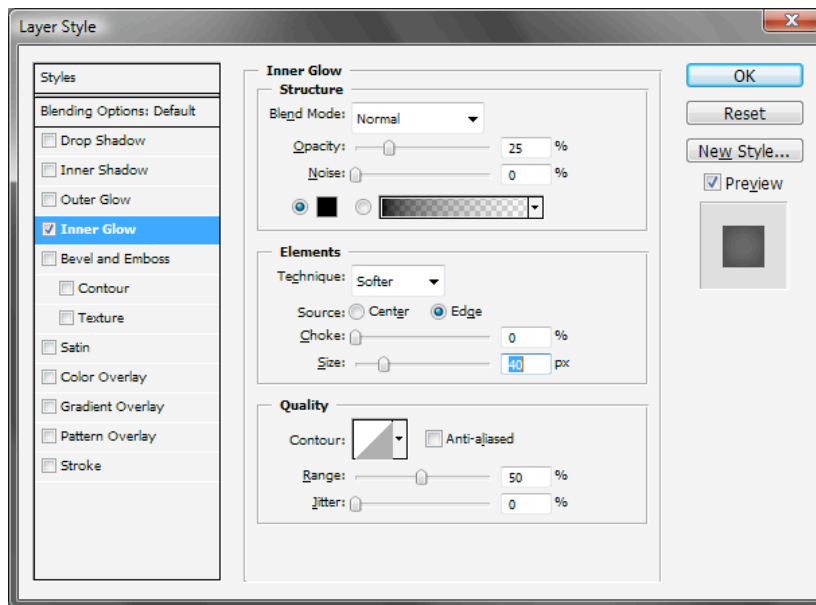 Layer Style
Styles
Blending Options: Default
Drop Shadow
Inner Shadow
Outer Glow
Inner Glow
Bevel and Emboss
Contour
Texture
Satin
Color Overlay
Gradient Overlay
Pattern Overlay
Stroke
Inner Glow
Structure
Blend Mode: Normal
Opacity: 25 %
Noise: 0 %
Elements
Technique: Softer
Source: Center Edge
Choke: 0 %
Size: 40 px
Quality
Contour: Anti-aliased
Range: 50 %
Jitter: 0 %
OK
Reset
New Style...
Preview